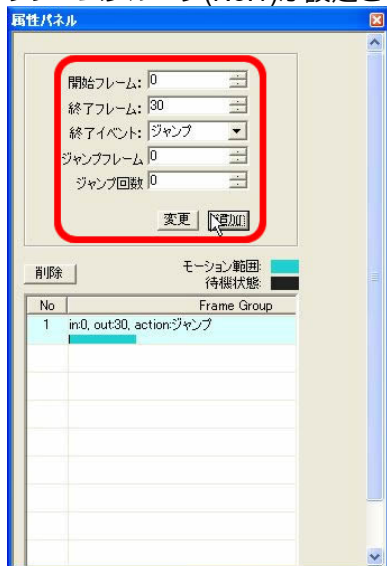 属性パネル
開始フレーム: 0
終了フレーム: 30
終了イベント: ジャンプ
ジャンプフレーム 0
ジャンプ回数 0
変更 追加
削除
モーション範囲:
待機状態:
No Frame Group
1 in:0, out:30, action:ジャンプ